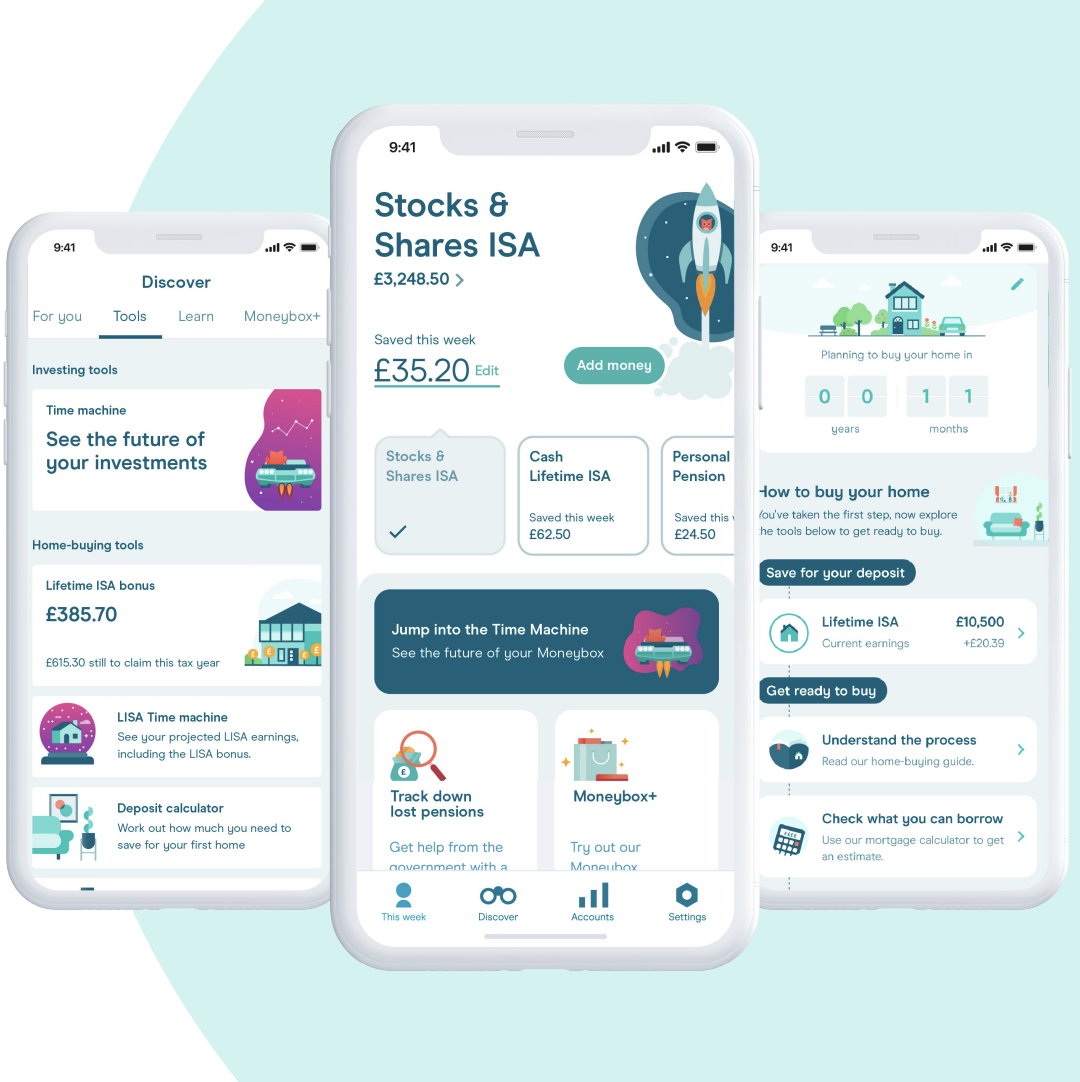 9:41
Discover
For you
Tools
Learn
Moneybox+
Investing tools
Time machine
See the future of
your investments
Home-buying tools
Lifetime ISA bonus
£385.70
£615.30 still to claim this tax year
LISA Time machine
See your projected LISA earnings,
including the LISA bonus.
Deposit calculator
Work out how much you need to
save for your first home
9:41
Stocks &
Shares ISA
£3,248.50
Saved this week
£35.20 Edit
Add money
Stocks &
Shares ISA
Cash
Lifetime ISA
Saved this week
£62.50
Personal
Pension
Saved this
£24.50
Jump into the Time Machine
See the future of your Moneybox
£
Track down
lost pensions
Get help from the
government with a
Moneybox+
Try out our
Moneybox
This week
Discover
Accounts
Settings
9:41
Planning to buy your home in
0 0 1 1
years months
How to buy your home
You've taken the first step, now explore
the tools below to get ready to buy.
Save for your deposit
Lifetime ISA £10,500
Current earnings +£20.39
Get ready to buy
Understand the process
Read our home-buying guide.
Check what you can borrow
Use our mortgage calculator to get
an estimate.